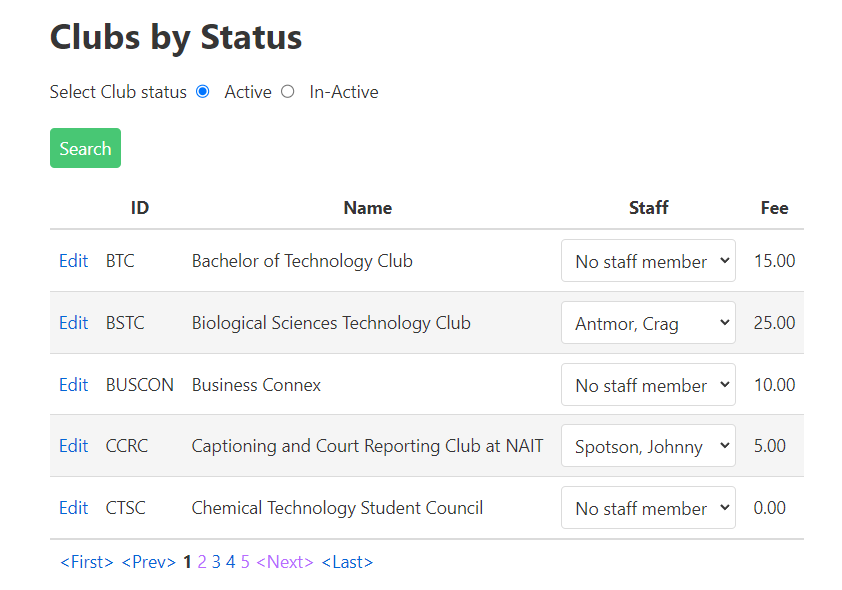 Clubs by Status
Select Club status Active In-Active
Search
ID Name Staff Fee
Edit BTC Bachelor of Technology Club No staff member 15.00
Edit BSTC Biological Sciences Technology Club Antmor, Crag 25.00
Edit BUSCON Business Connex No staff member 10.00
Edit CCRC Captioning and Court Reporting Club at NAIT Spotson, Johnny 5.00
Edit CTSC Chemical Technology Student Council No staff member 0.00
<First> <Prev> 1 2 3 4 5 <Next> <Last>